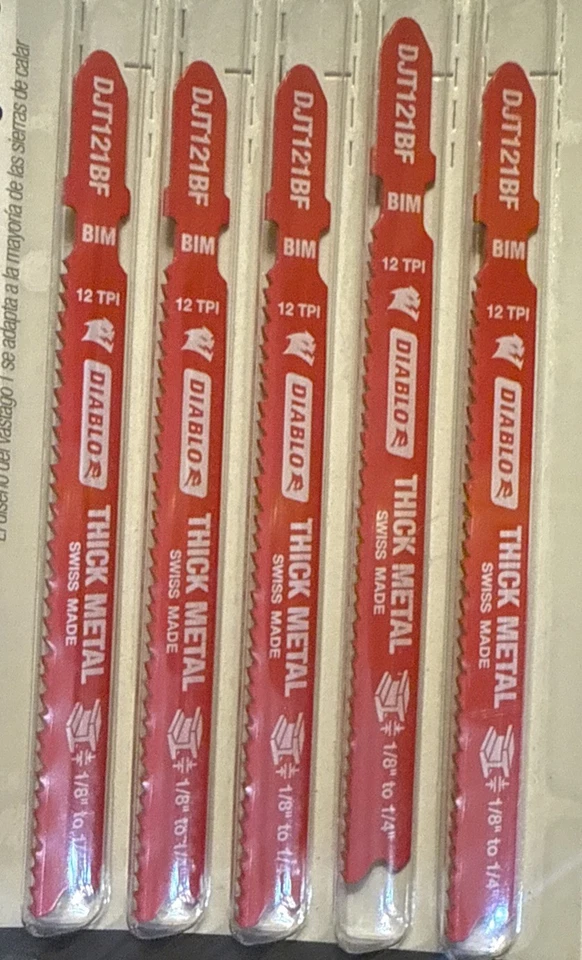 El diseño del vástago T se adapta a la mayoría de las sierras de calar
DJT121BF
BIM
12 TPI
DIABLO
THICK METAL
SWISS MADE
1/8" to
DJT121BF
BIM
12 TPI
DIABLO
THICK METAL
SWISS MADE
1/8" to
DJT121BF
BIM
12 TPI
DIABLO
THICK METAL
SWISS MADE
1/8" to
DJT121BF
BIM
12 TPI
DIABLO
THICK METAL
SWISS MADE
1/8" to 1/4"
DJT121BF
BIM
12 TPI
DIABLO
THICK METAL
SWISS MADE
1/8" to 1/4"